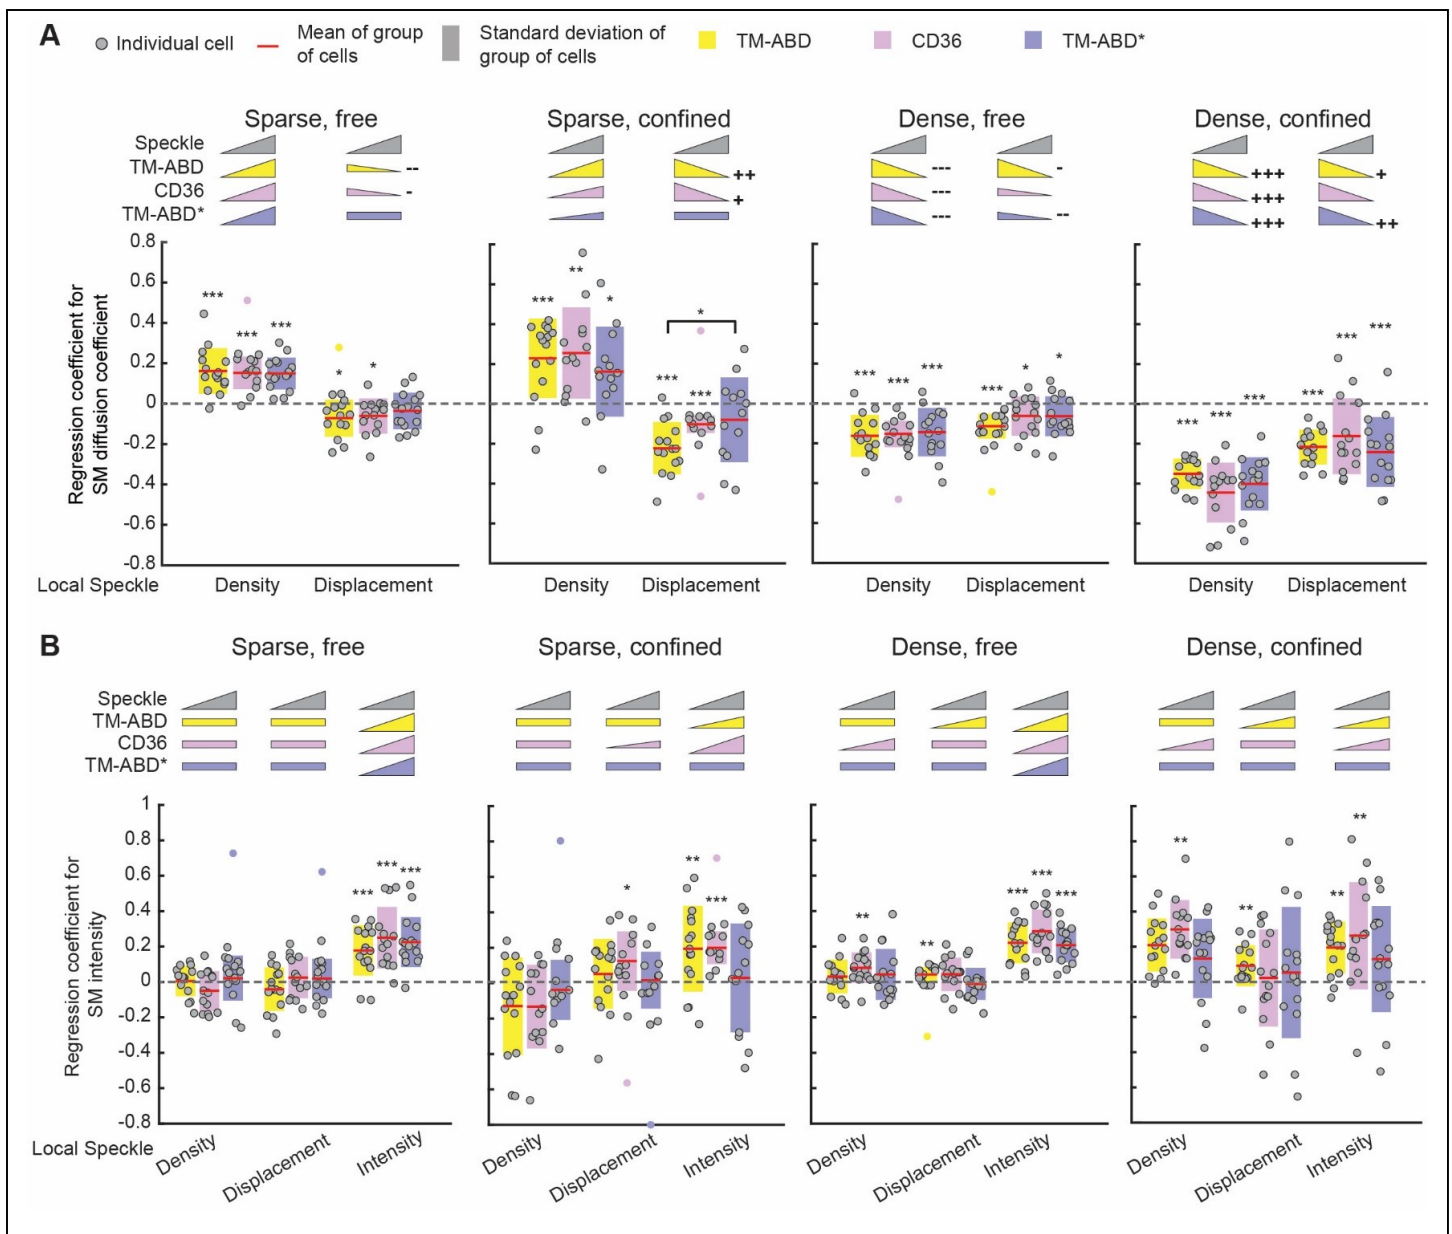 A
Individual cell
Mean of group
of cells
Standard deviation of
group of cells
TM-ABD
CD36
TM-ABD*
Sparse, free
Sparse, confined
Dense, free
Dense, confined
Speckle
TM-ABD -- ++ --- - +++ +
CD36 - + --- +++
TM-ABD* --- -- +++ ++
Regression coefficient for
SM diffusion coefficient
0.8
0.6
0.4
0.2
0
-0.2
-0.4
-0.6
-0.8
*** *** *** * *
*** ** * *** *** *
*** *** *** *** * *
*** *** *** *** *** ***
Local Speckle Density Displacement Density Displacement Density Displacement Density Displacement
B
Sparse, free
Sparse, confined
Dense, free
Dense, confined
Speckle
TM-ABD
CD36
TM-ABD*
Regression coefficient for
SM intensity
1
0.8
0.6
0.4
0.2
0
-0.2
-0.4
-0.6
-0.8
*** *** ***
* ** ***
** ** *** *** ***
** ** ** **
Local Speckle Density Displacement Intensity Density Displacement Intensity Density Displacement Intensity Density Displacement Intensity